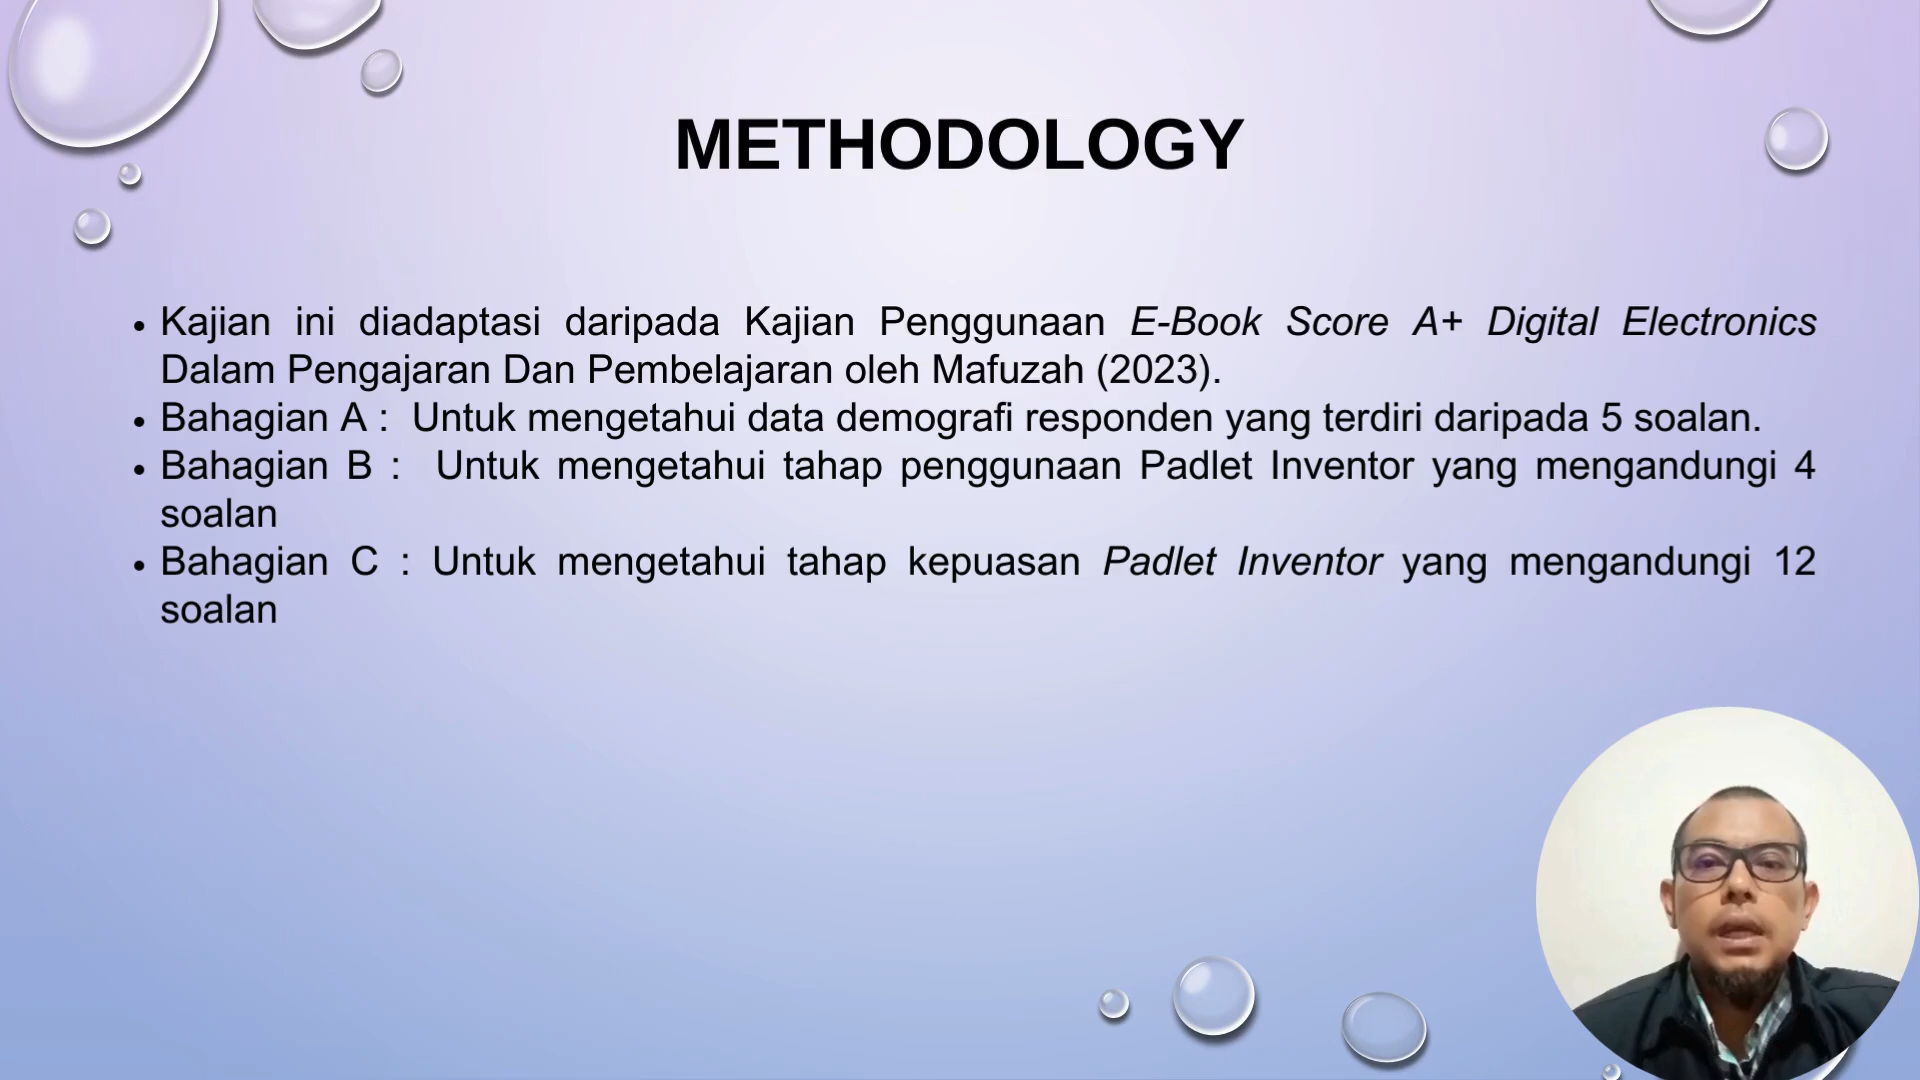 METHODOLOGY
• Kajian ini diadaptasi daripada Kajian Penggunaan E-Book Score A+ Digital Electronics
Dalam Pengajaran Dan Pembelajaran oleh Mafuzah (2023).
• Bahagian A : Untuk mengetahui data demografi responden yang terdiri daripada 5 soalan.
• Bahagian B : Untuk mengetahui tahap penggunaan Padlet Inventor yang mengandungi 4
soalan
• Bahagian C : Untuk mengetahui tahap kepuasan Padlet Inventor yang mengandungi 12
soalan